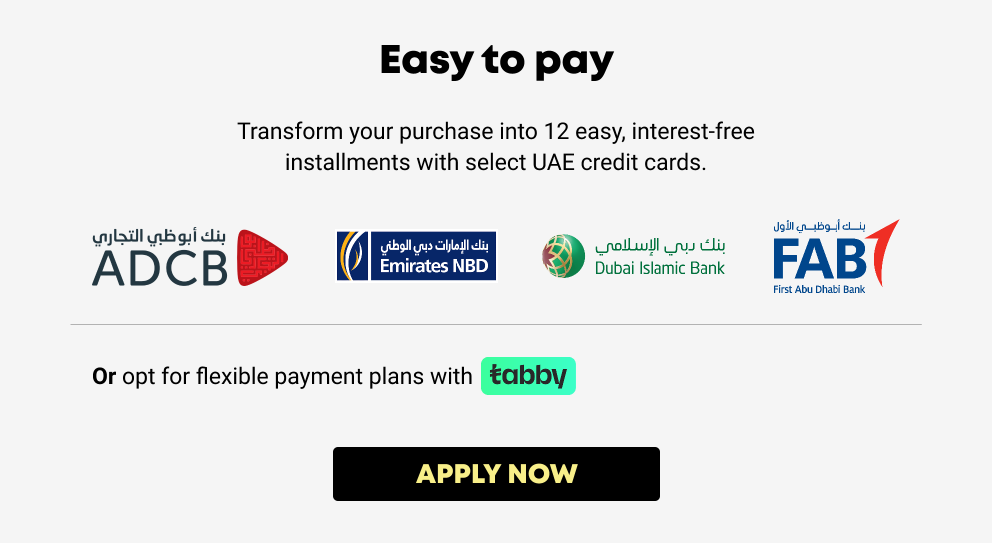 Easy to pay
Transform your purchase into 12 easy, interest-free
installments with select UAE credit cards.
بنك أبوظبي التجاري
ADCB
بنك الإمارات دبي الوطني
Emirates NBD
بنك دبي الإسلامي
Dubai Islamic Bank
بنك أبوظبي الأول
FAB
First Abu Dhabi Bank
Or opt for flexible payment plans with tabby
APPLY NOW